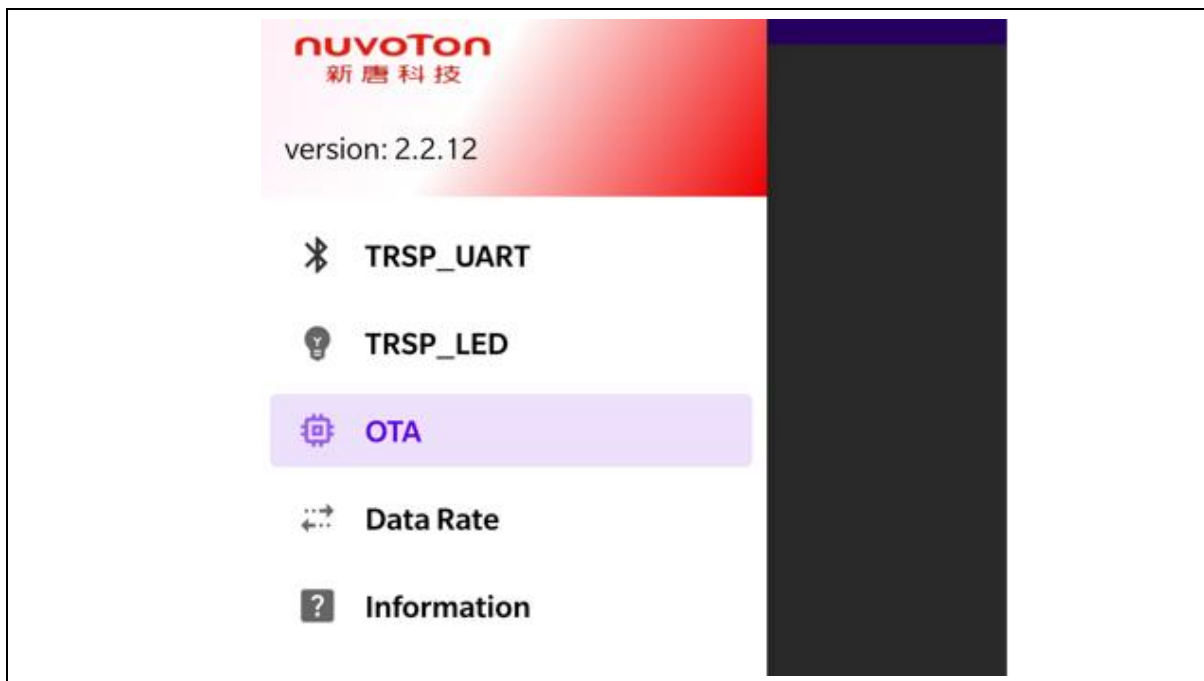 nuvoTon
新唐科技
version: 2.2.12
TRSP_UART
TRSP_LED
OTA
Data Rate
Information